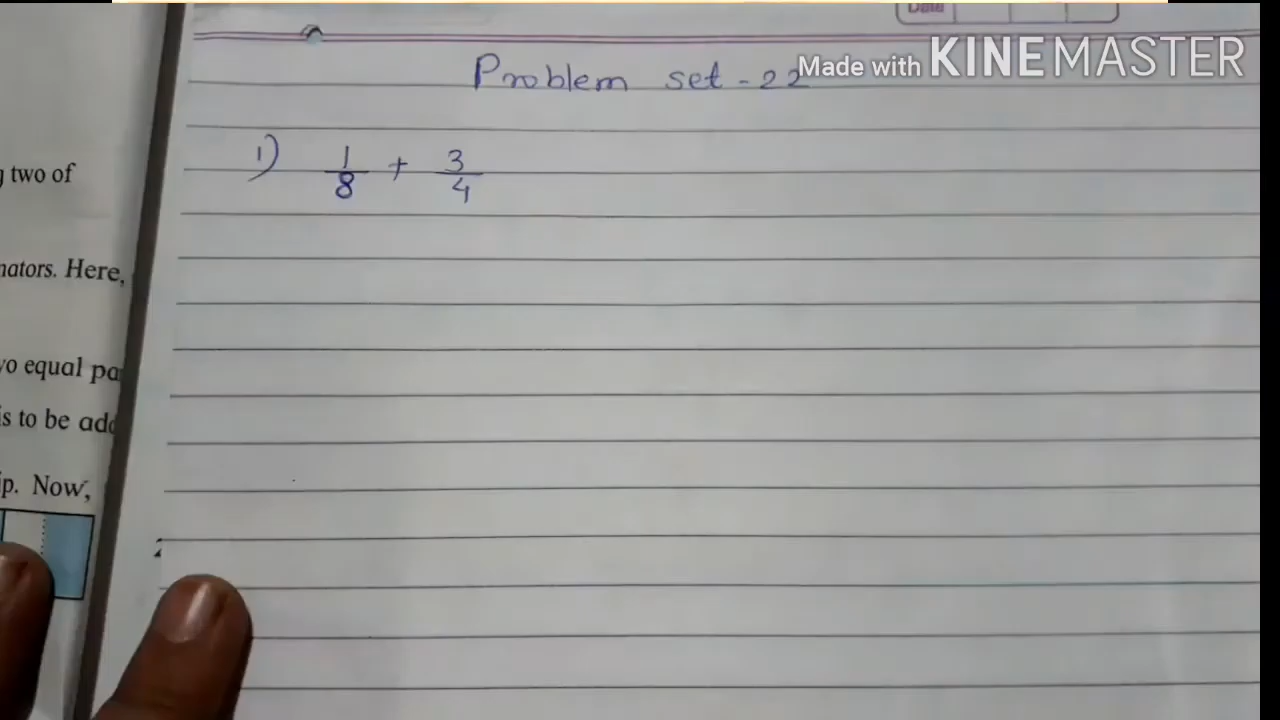 Date
Made with KINEMASTER
Problem set - 22
1) 1/8 + 3/4
two of
nators. Here,
vo equal pa
is to be add
ip. Now,